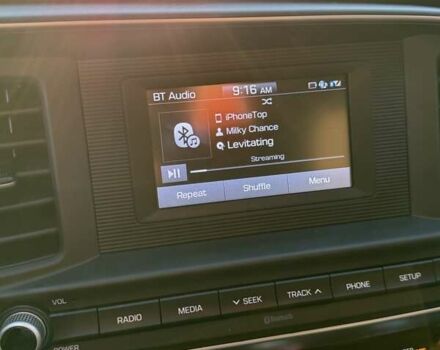 BT Audio 9:16 AM
iPhoneTop
Milky Chance
Levitating
Streaming
Repeat Shuffle Menu
VOL
RADIO MEDIA SEEK TRACK PHONE SETUP
Bluetooth
POWER